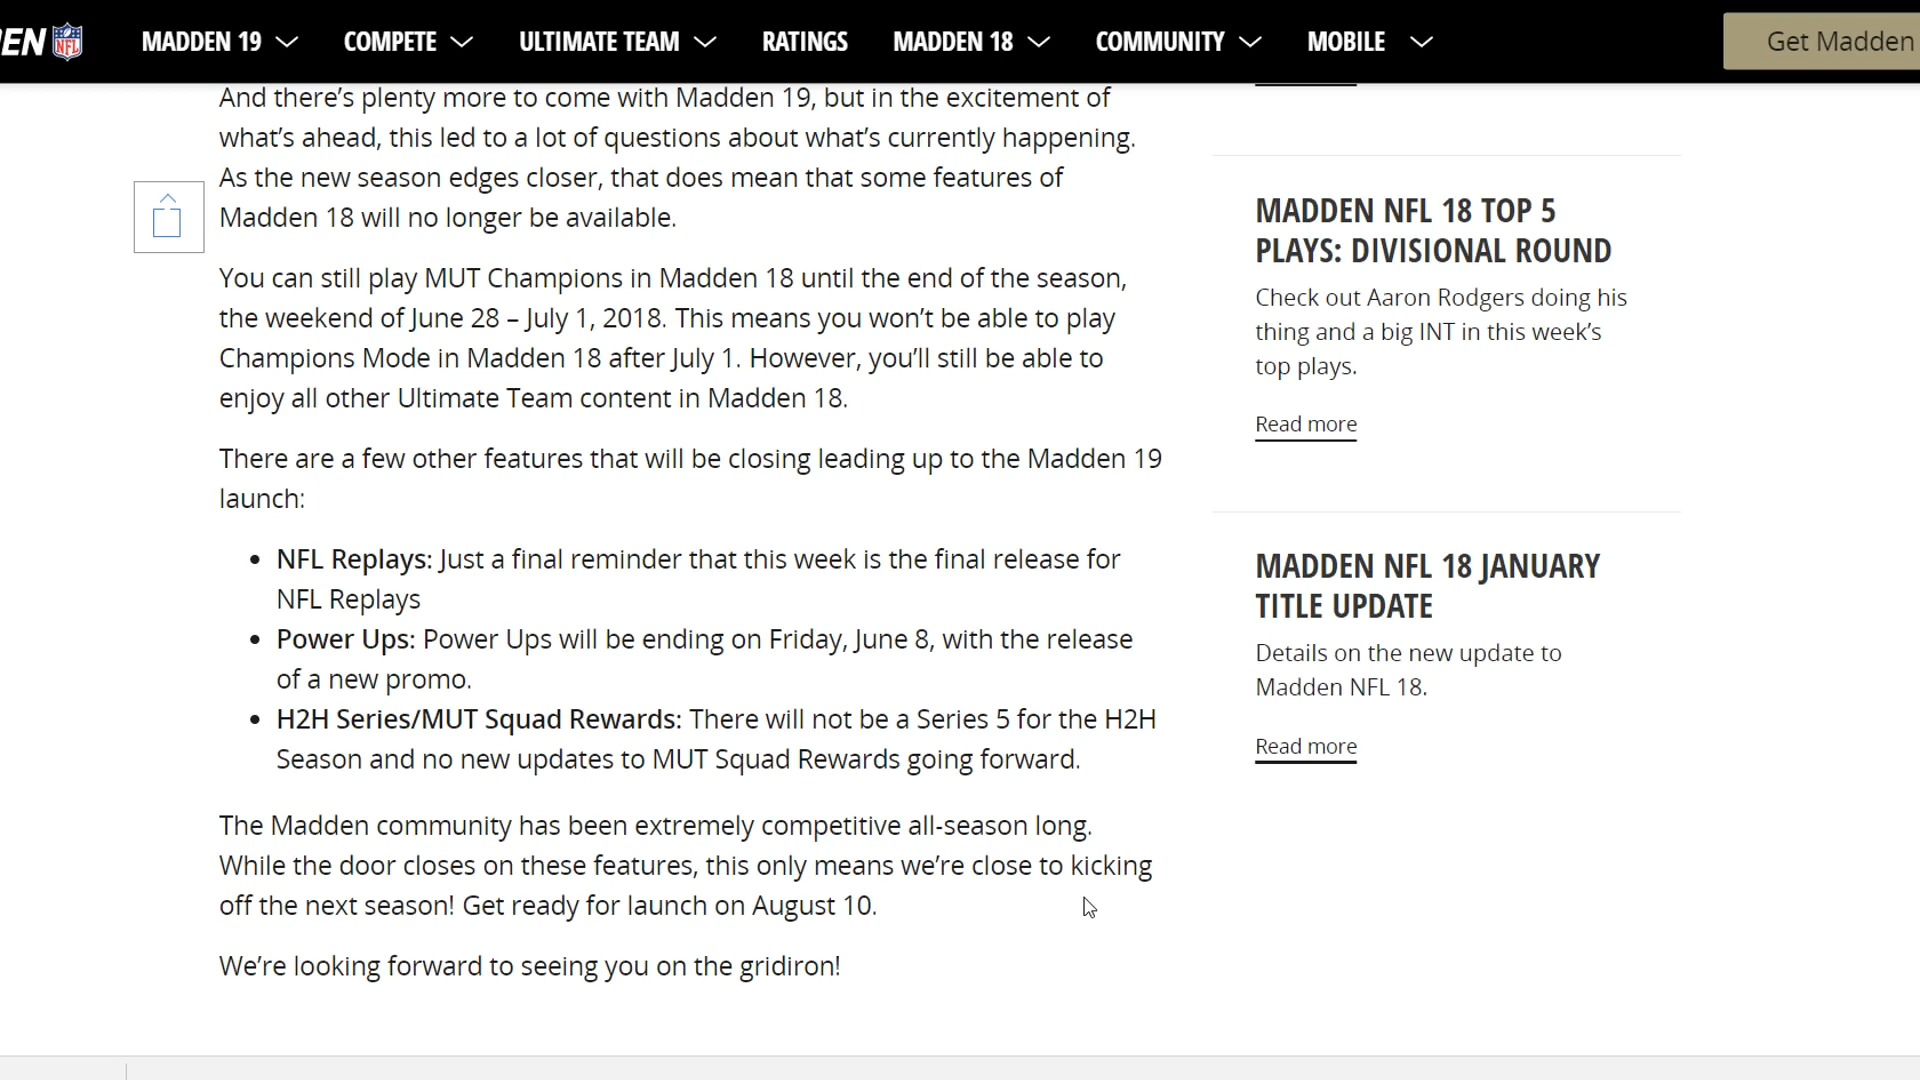 EN NFL MADDEN 19 COMPETE ULTIMATE TEAM RATINGS MADDEN 18 COMMUNITY MOBILE Get Madden
And there’s plenty more to come with Madden 19, but in the excitement of
what’s ahead, this led to a lot of questions about what’s currently happening.
As the new season edges closer, that does mean that some features of
Madden 18 will no longer be available.
You can still play MUT Champions in Madden 18 until the end of the season,
the weekend of June 28 – July 1, 2018. This means you won’t be able to play
Champions Mode in Madden 18 after July 1. However, you’ll still be able to
enjoy all other Ultimate Team content in Madden 18.
There are a few other features that will be closing leading up to the Madden 19
launch:
• NFL Replays: Just a final reminder that this week is the final release for
NFL Replays
• Power Ups: Power Ups will be ending on Friday, June 8, with the release
of a new promo.
• H2H Series/MUT Squad Rewards: There will not be a Series 5 for the H2H
Season and no new updates to MUT Squad Rewards going forward.
The Madden community has been extremely competitive all-season long.
While the door closes on these features, this only means we’re close to kicking
off the next season! Get ready for launch on August 10.
We’re looking forward to seeing you on the gridiron!
MADDEN NFL 18 TOP 5
PLAYS: DIVISIONAL ROUND
Check out Aaron Rodgers doing his
thing and a big INT in this week’s
top plays.
Read more
MADDEN NFL 18 JANUARY
TITLE UPDATE
Details on the new update to
Madden NFL 18.
Read more